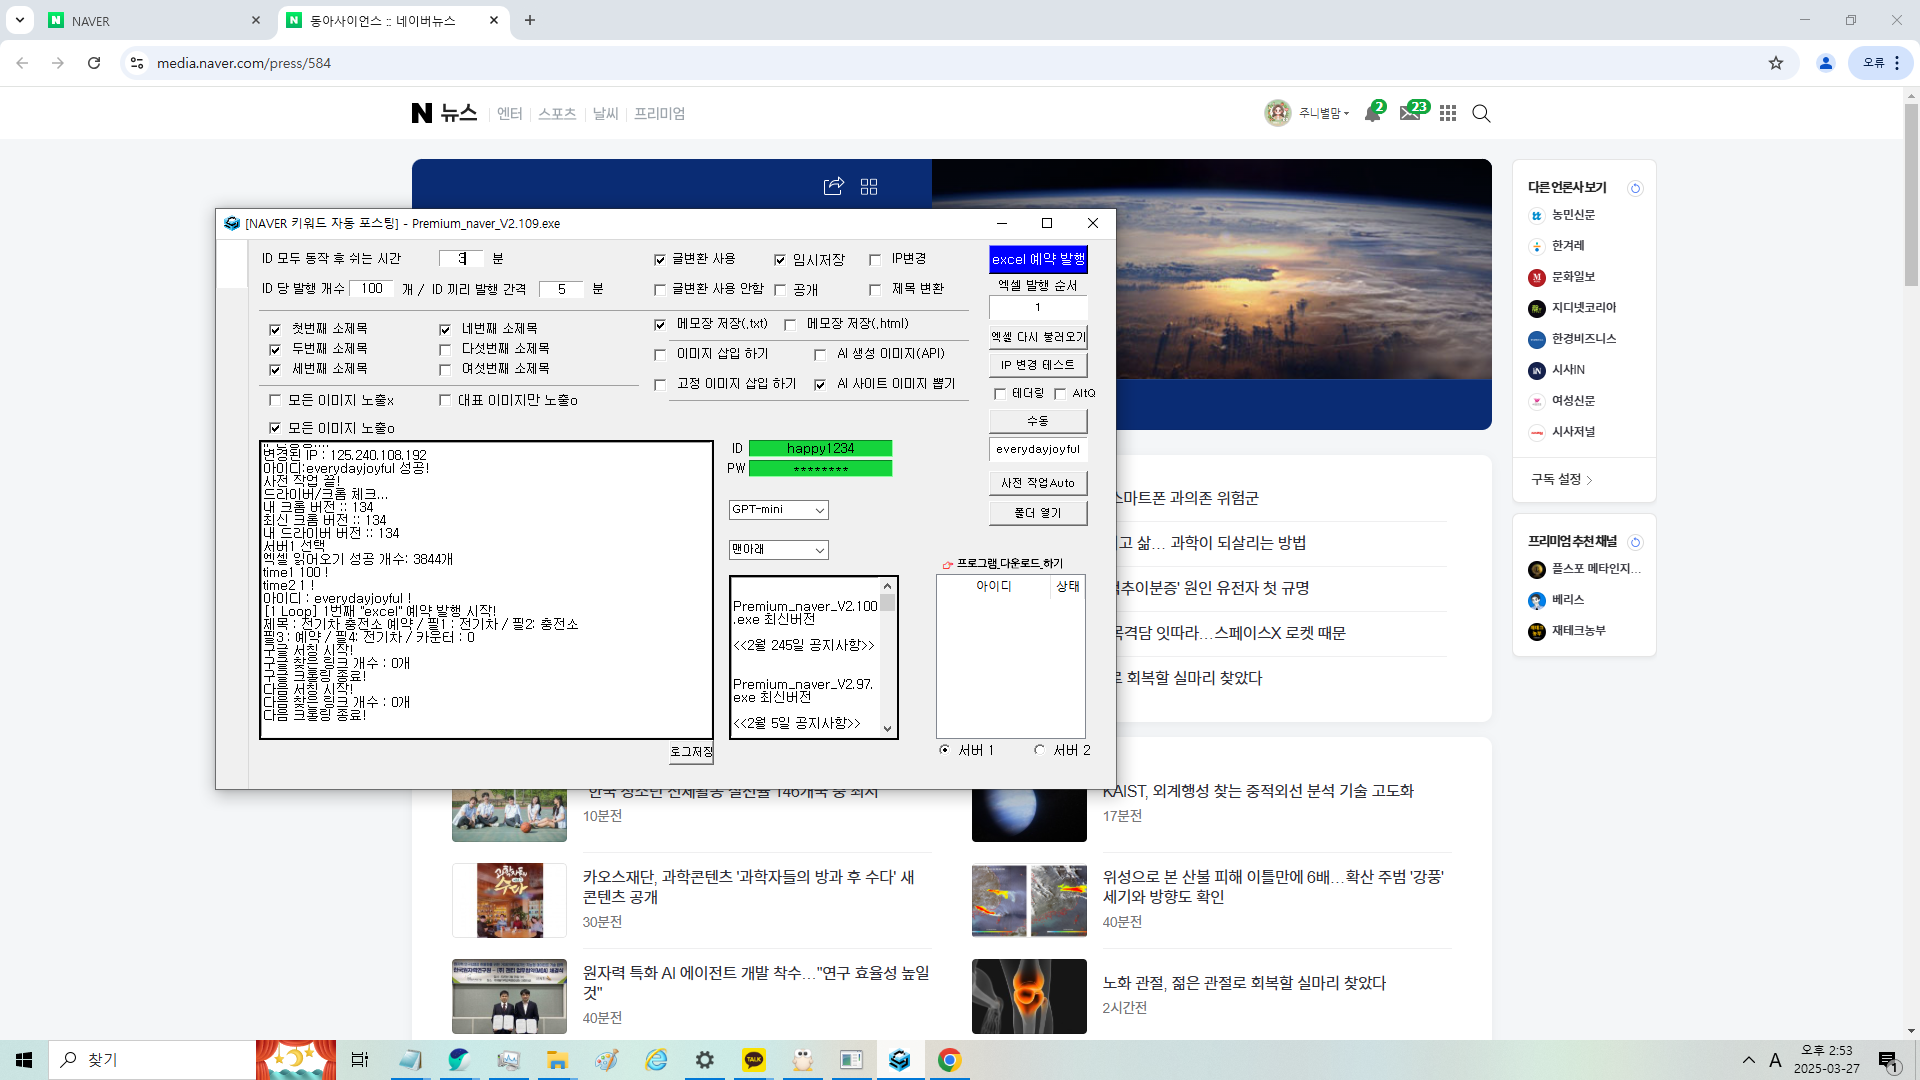 NAVER
동아사이언스 :: 네이버뉴스
media.naver.com/press/584
오류
N 뉴스
엔터
스포츠
날씨
프리미엄
주니별맘
2
23
[NAVER 키워드 자동 포스팅] - Premium_naver_V2.109.exe
ID 모두 동작 후 쉬는 시간 3 분
글변환 사용
임시저장
IP변경
excel 예약 발행
ID 당 발행 개수 100 개 / ID 끼리 발행 간격 5 분
글변환 사용 안함
공개
제목 변환
엑셀 발행 순서
1
첫번째 소제목
네번째 소제목
메모장 저장(.txt)
메모장 저장(.html)
엑셀 다시 불러오기
두번째 소제목
다섯번째 소제목
이미지 삽입 하기
AI 생성 이미지(API)
IP 변경 테스트
세번째 소제목
여섯번째 소제목
고정 이미지 삽입 하기
AI 사이트 이미지 뽑기
테더링
AltQ
모든 이미지 노출x
대표 이미지만 노출o
수동
모든 이미지 노출o
everydayjoyful
사전 작업Auto
폴더 열기
변경된 IP : 125.240.108.192
아이디:everydayjoyful 성공!
사전 작업 끝!
드라이버/크롬 체크...
내 크롬 버전 :: 134
최신 크롬 버전 :: 134
내 드라이버 버전 :: 134
서버1 선택
엑셀 읽어오기 성공 개수: 3844개
time1 100 !
time2 1 !
아이디 : everydayjoyful !
[1 Loop] 1번째 "excel" 예약 발행 시작!
제목 : 전기차 충전소 예약 / 필1 : 전기차 / 필2: 충전소
필3 : 예약 / 필4: 전기차 / 카운터 : 0
구글 서칭 시작!
구글 찾은 링크 개수 : 0개
구글 크롤링 종료!
다음 서칭 시작!
다음 찾은 링크 개수 : 0개
다음 크롤링 종료!
로그저장
ID happy1234
PW ********
GPT-mini
맨아래
Premium_naver_V2.100
.exe 최신버전
<<2월 245일 공지사항>>
Premium_naver_V2.97.
exe 최신버전
<<2월 5일 공지사항>>
프로그램_다운로드_하기
아이디
상태
서버 1
서버 2
스마트폰 과의존 위험군
고 삶… 과학이 되살리는 방법
척추이분증' 원인 유전자 첫 규명
목격담 잇따라…스페이스X 로켓 때문
로 회복할 실마리 찾았다
다른 언론사 보기
농민신문
한겨레
문화일보
지디넷코리아
한경비즈니스
시사IN
여성신문
시사저널
구독 설정
프리미엄 추천 채널
플스포 메타인지...
베리스
재테크농부
10분전
KAIST, 외계행성 찾는 중적외선 분석 기술 고도화
17분전
과학자들의
수다
카오스재단, 과학콘텐츠 '과학자들의 방과 후 수다' 새
콘텐츠 공개
30분전
위성으로 본 산불 피해 이틀만에 6배…확산 주범 '강풍'
세기와 방향도 확인
40분전
원자력 특화 AI 에이전트 개발 착수…"연구 효율성 높일
것"
40분전
노화 관절, 젊은 관절로 회복할 실마리 찾았다
2시간전
찾기
TALK
A
오후 2:53
2025-03-27
1